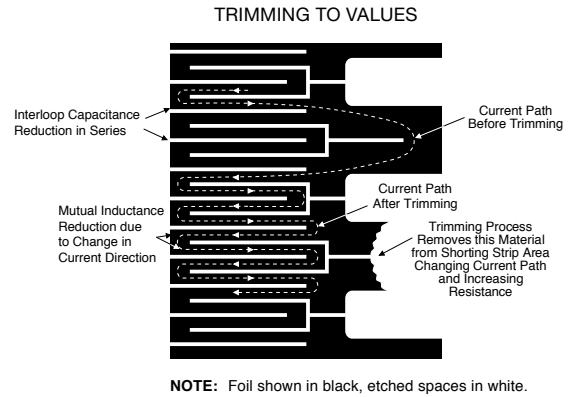 TRIMMING TO VALUES
Interloop Capacitance
Reduction in Series
Current Path
Before Trimming
Mutual Inductance
Reduction due
to Change in
Current Direction
Current Path
After Trimming
Trimming Process
Removes this Material
from Shorting Strip Area
Changing Current Path
and Increasing
Resistance
NOTE: Foil shown in black, etched spaces in white.